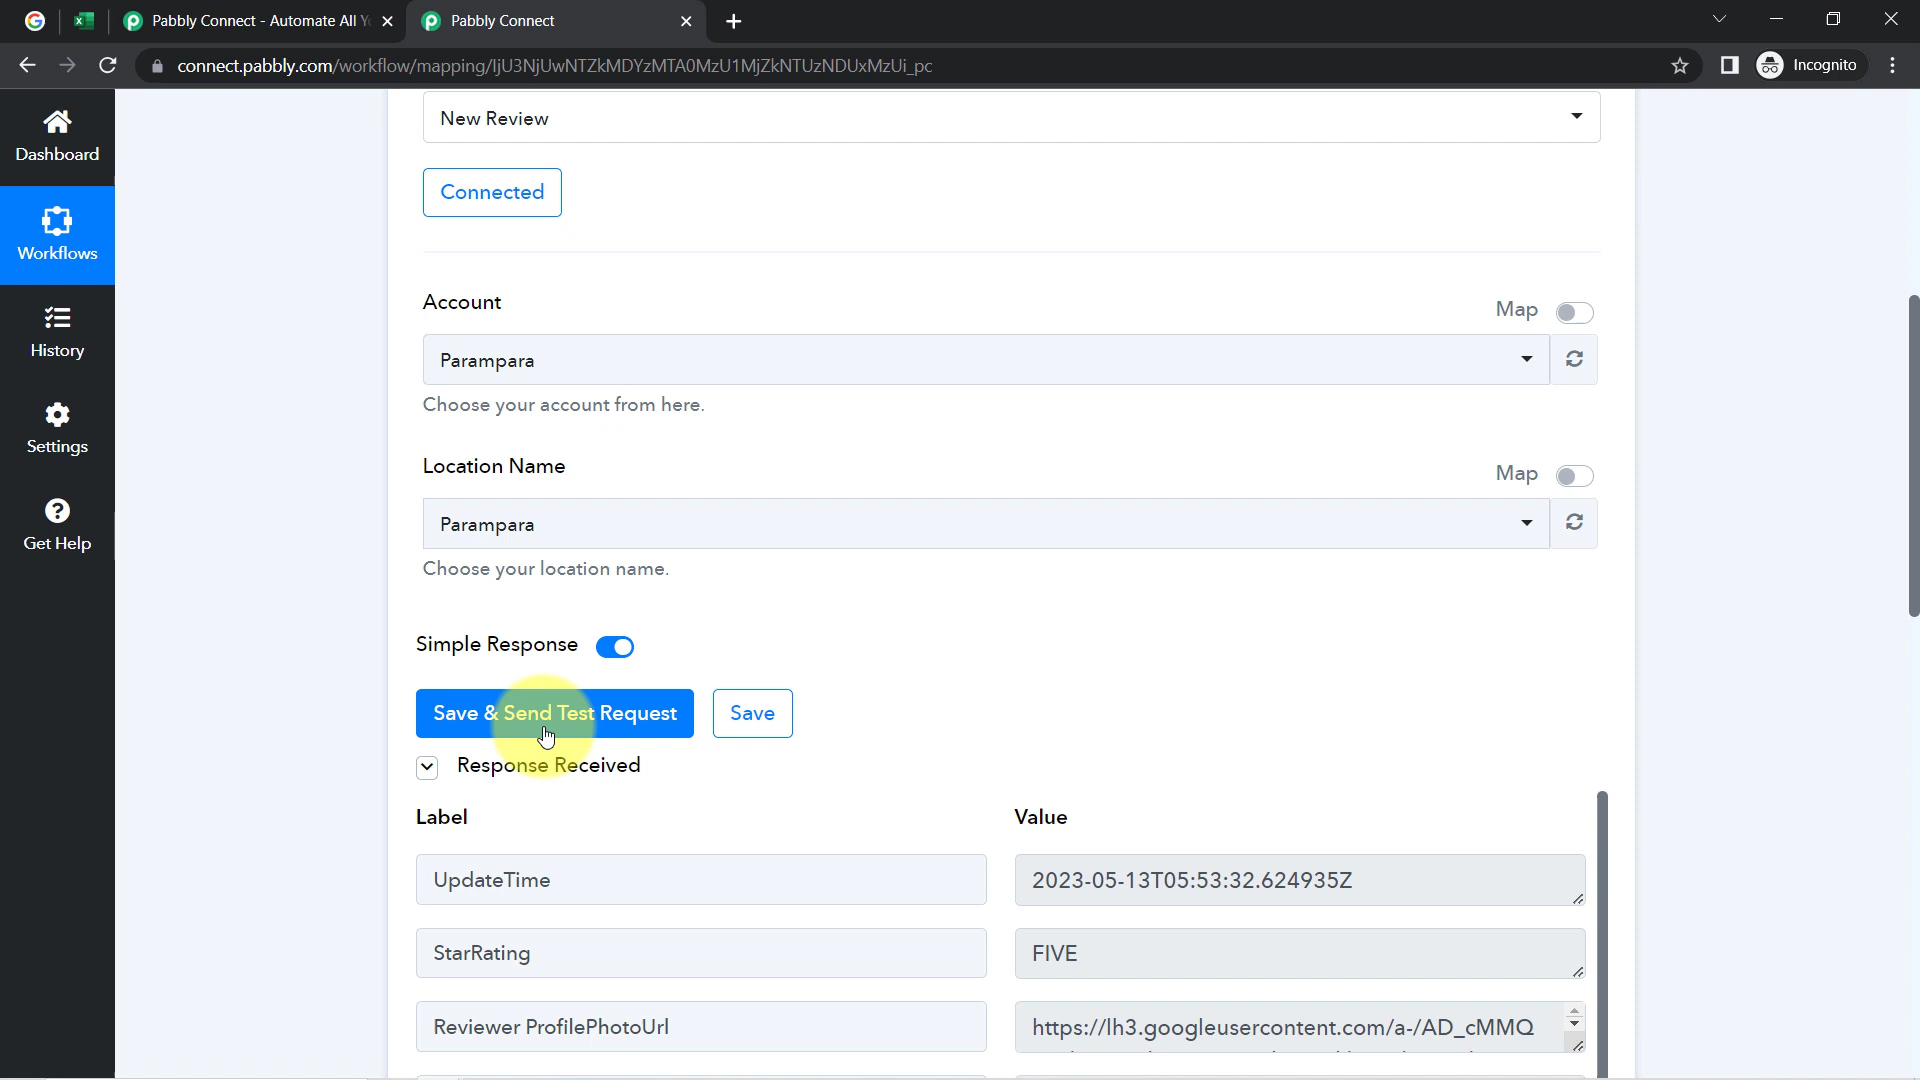 Pabbly Connect - Automate All Y
Pabbly Connect
connect.pabbly.com/workflow/mapping/IjU3NjUwNTZkMDYzMTA0MzU1MjZkNTUzNDUxMzUi_pc
Incognito
Dashboard
Workflows
History
Settings
Get Help
New Review
Connected
Account
Map
Parampara
Choose your account from here.
Location Name
Map
Parampara
Choose your location name.
Simple Response
Save & Send Test Request
Save
Response Received
Label
Value
UpdateTime
2023-05-13T05:53:32.624935Z
StarRating
FIVE
Reviewer ProfilePhotoUrl
https://lh3.googleusercontent.com/a-/AD_cMMQ